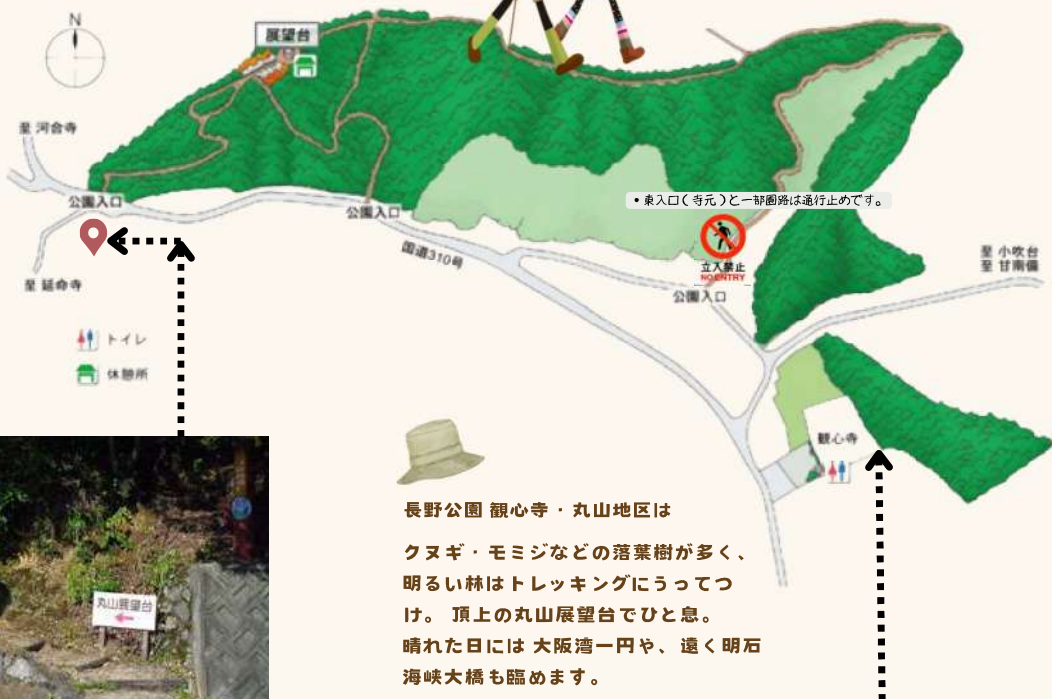 N
展望台
至 河合寺
公園入口
公園入口
・東入口(寺元)と一部園路は通行止めです。
国道310号
立入禁止
NO ENTRY
至 小吹台
至 甘南備
公園入口
至 延命寺
トイレ
休憩所
観心寺
丸山展望台
長野公園 観心寺・丸山地区は
クヌギ・モミジなどの落葉樹が多く、
明るい林はトレッキングにうってつ
け。 頂上の丸山展望台でひと息。
晴れた日には 大阪湾一円や、遠く明石
海峡大橋も臨めます。